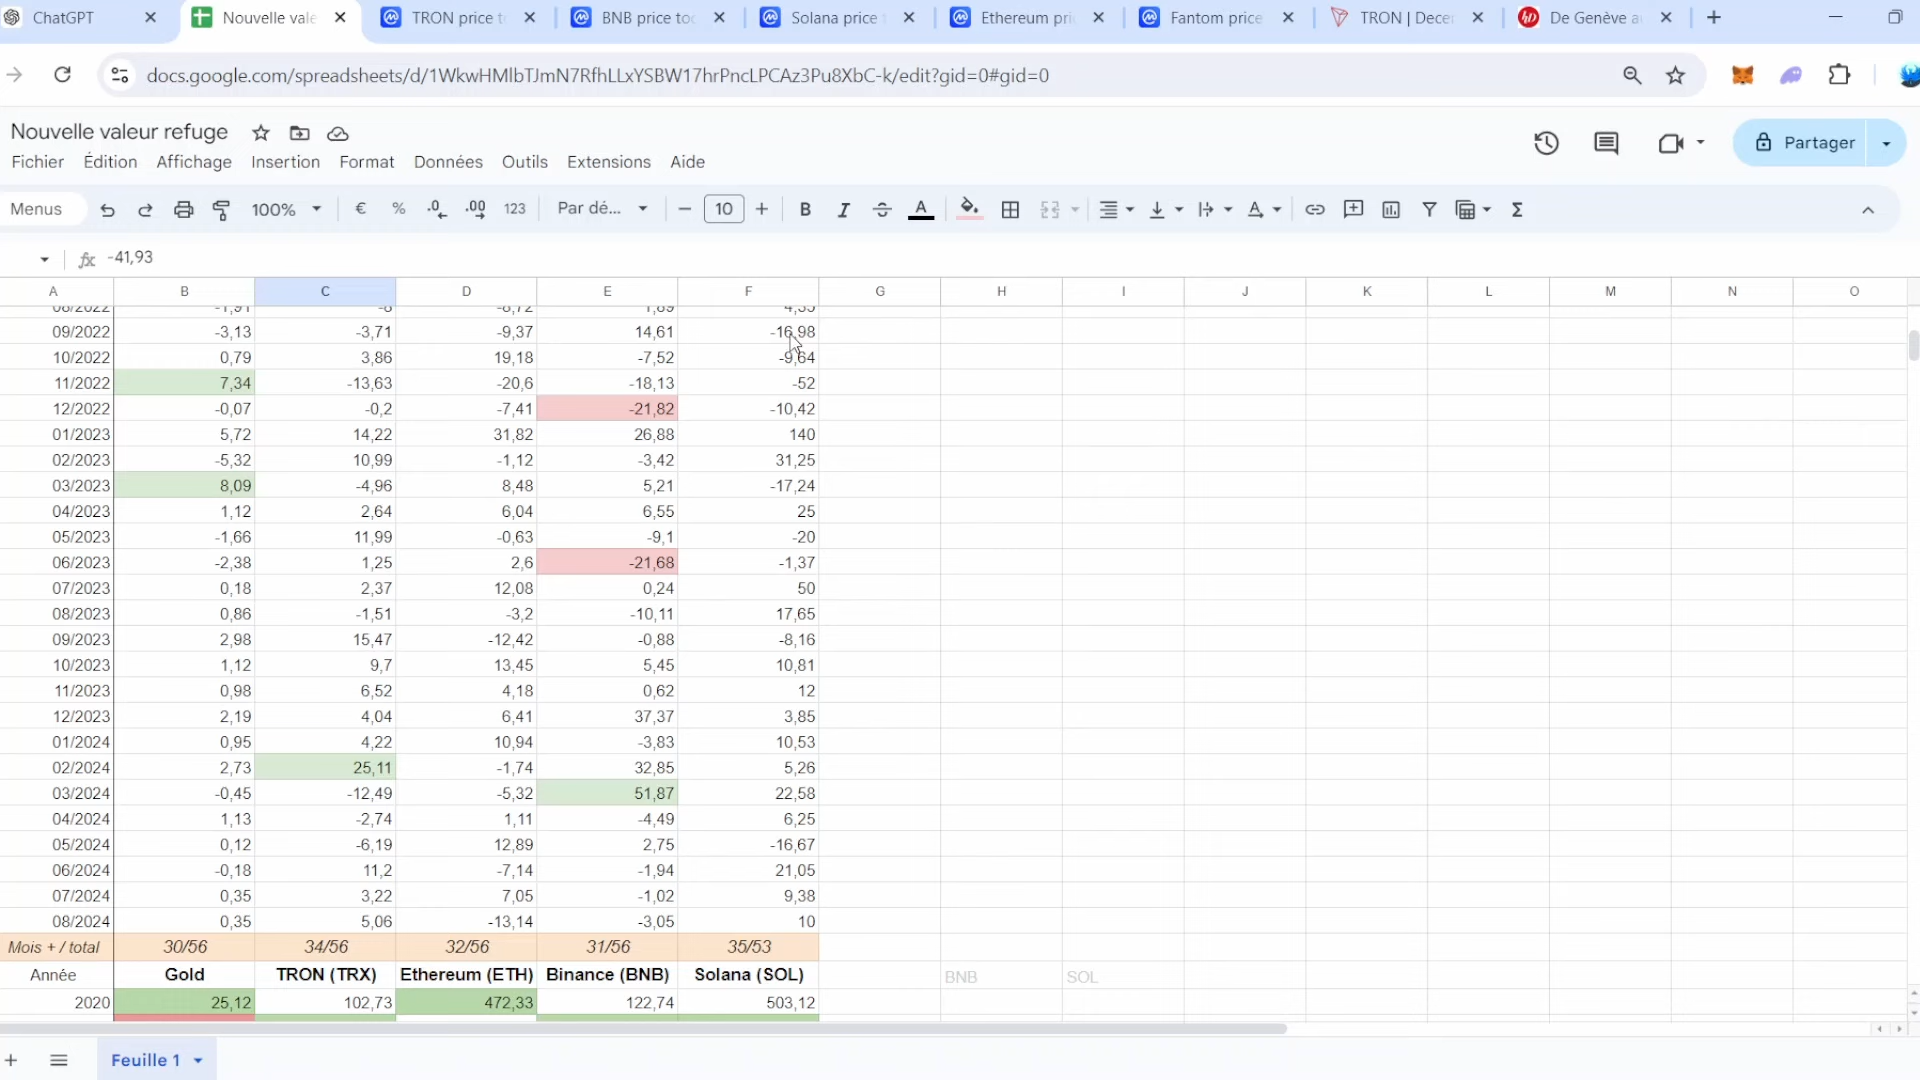 ChatGPT
Nouvelle vale
TRON price to
BNB price toc
Solana price t
Ethereum pri
Fantom price
TRON | Dece
De Genève a
docs.google.com/spreadsheets/d/1WkwHMlbTJmN7RfhLLxYSBW17hrPncLPCAz3Pu8XbC-k/edit?gid=0#gid=0
Nouvelle valeur refuge
Fichier Édition Affichage Insertion Format Données Outils Extensions Aide
Partager
Menus 100% € % .0 .00 123 Par dé... − 10 + B I A Σ
fx -41,93
A B C D E F G H I J K L M N O
08/2022 -1,91 -8 -8,72 1,89 4,35
09/2022 -3,13 -3,71 -9,37 14,61 -16,98
10/2022 0,79 3,86 19,18 -7,52 -9,64
11/2022 7,34 -13,63 -20,6 -18,13 -52
12/2022 -0,07 -0,2 -7,41 -21,82 -10,42
01/2023 5,72 14,22 31,82 26,88 140
02/2023 -5,32 10,99 -1,12 -3,42 31,25
03/2023 8,09 -4,96 8,48 5,21 -17,24
04/2023 1,12 2,64 6,04 6,55 25
05/2023 -1,66 11,99 -0,63 -9,1 -20
06/2023 -2,38 1,25 2,6 -21,68 -1,37
07/2023 0,18 2,37 12,08 0,24 50
08/2023 0,86 -1,51 -3,2 -10,11 17,65
09/2023 2,98 15,47 -12,42 -0,88 -8,16
10/2023 1,12 9,7 13,45 5,45 10,81
11/2023 0,98 6,52 4,18 0,62 12
12/2023 2,19 4,04 6,41 37,37 3,85
01/2024 0,95 4,22 10,94 -3,83 10,53
02/2024 2,73 25,11 -1,74 32,85 5,26
03/2024 -0,45 -12,49 -5,32 51,87 22,58
04/2024 1,13 -2,74 1,11 -4,49 6,25
05/2024 0,12 -6,19 12,89 2,75 -16,67
06/2024 -0,18 11,2 -7,14 -1,94 21,05
07/2024 0,35 3,22 7,05 -1,02 9,38
08/2024 0,35 5,06 -13,14 -3,05 10
Mois + / total 30/56 34/56 32/56 31/56 35/53
Année Gold TRON (TRX) Ethereum (ETH) Binance (BNB) Solana (SOL) BNB SOL
2020 25,12 102,73 472,33 122,74 503,12
Feuille 1